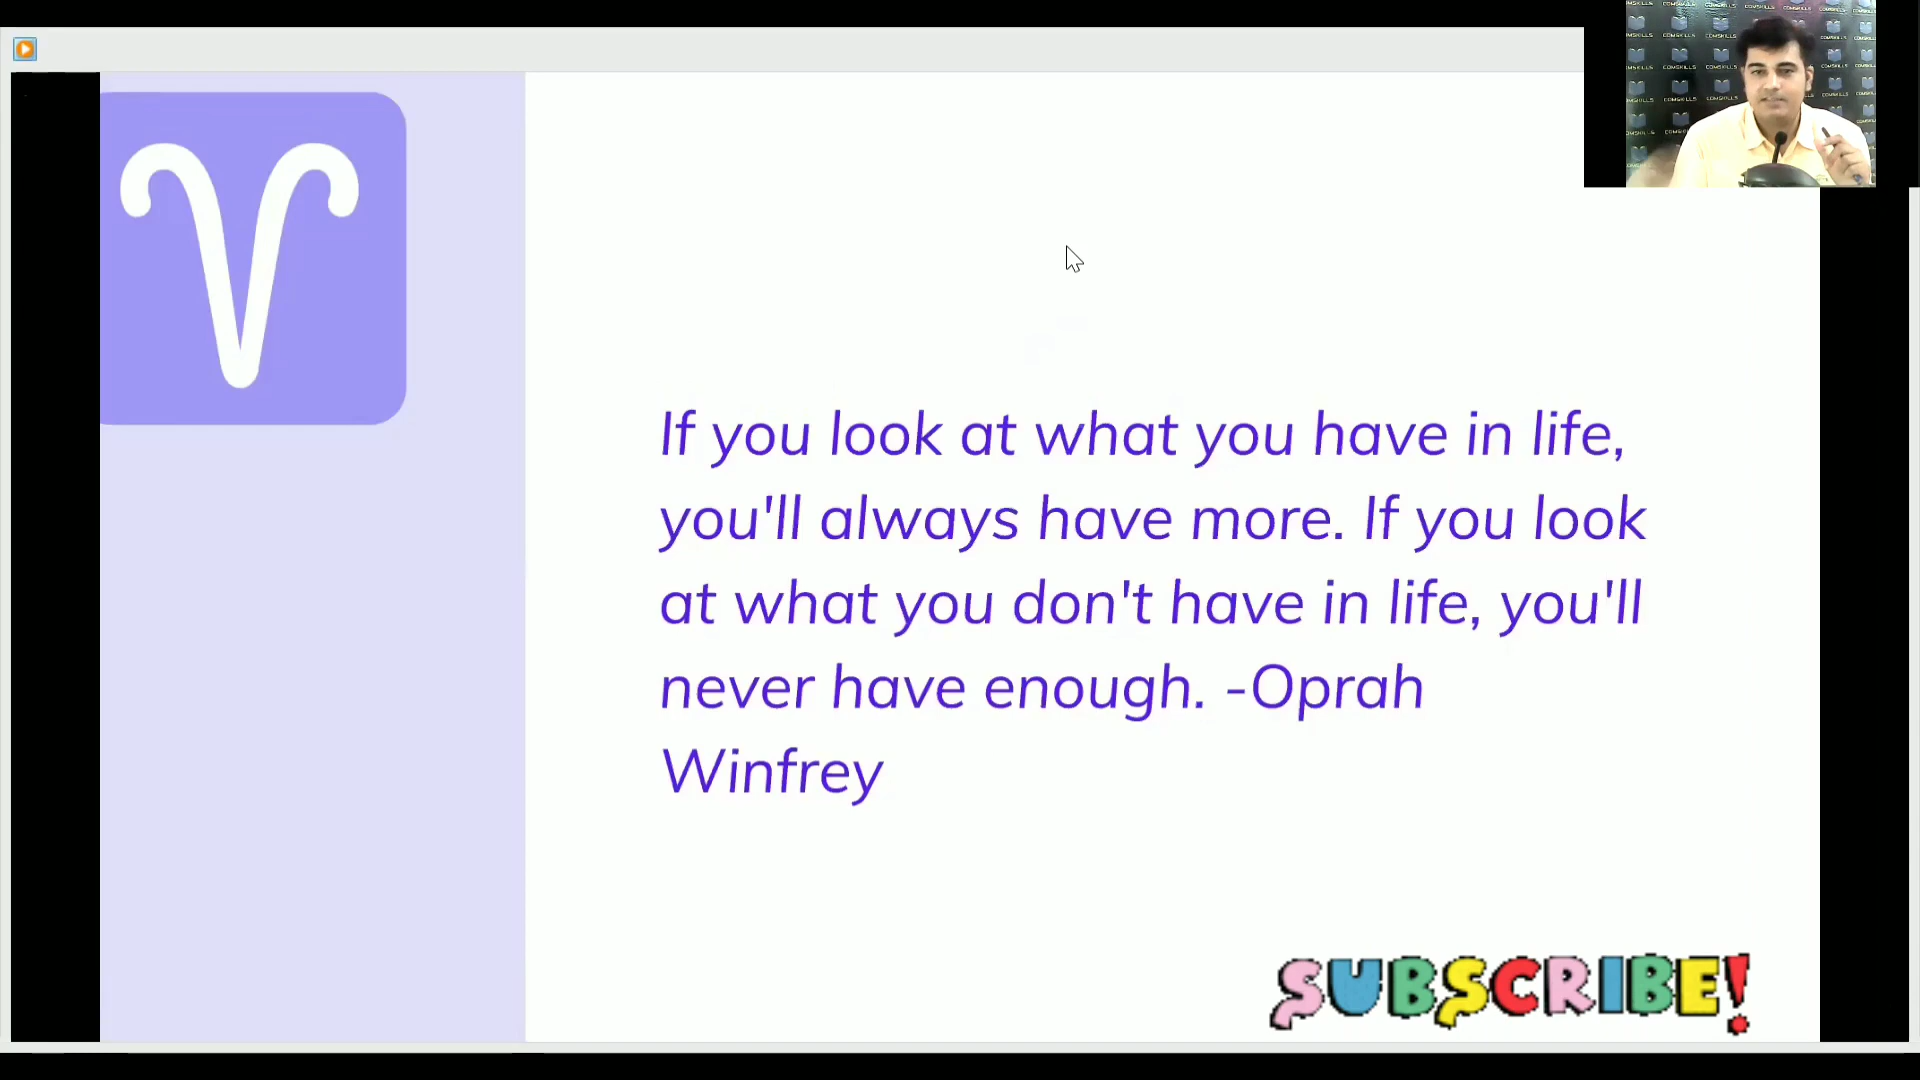 COMSKILLS
If you look at what you have in life,
you'll always have more. If you look
at what you don't have in life, you'll
never have enough. -Oprah
Winfrey
SUBSCRIBE!